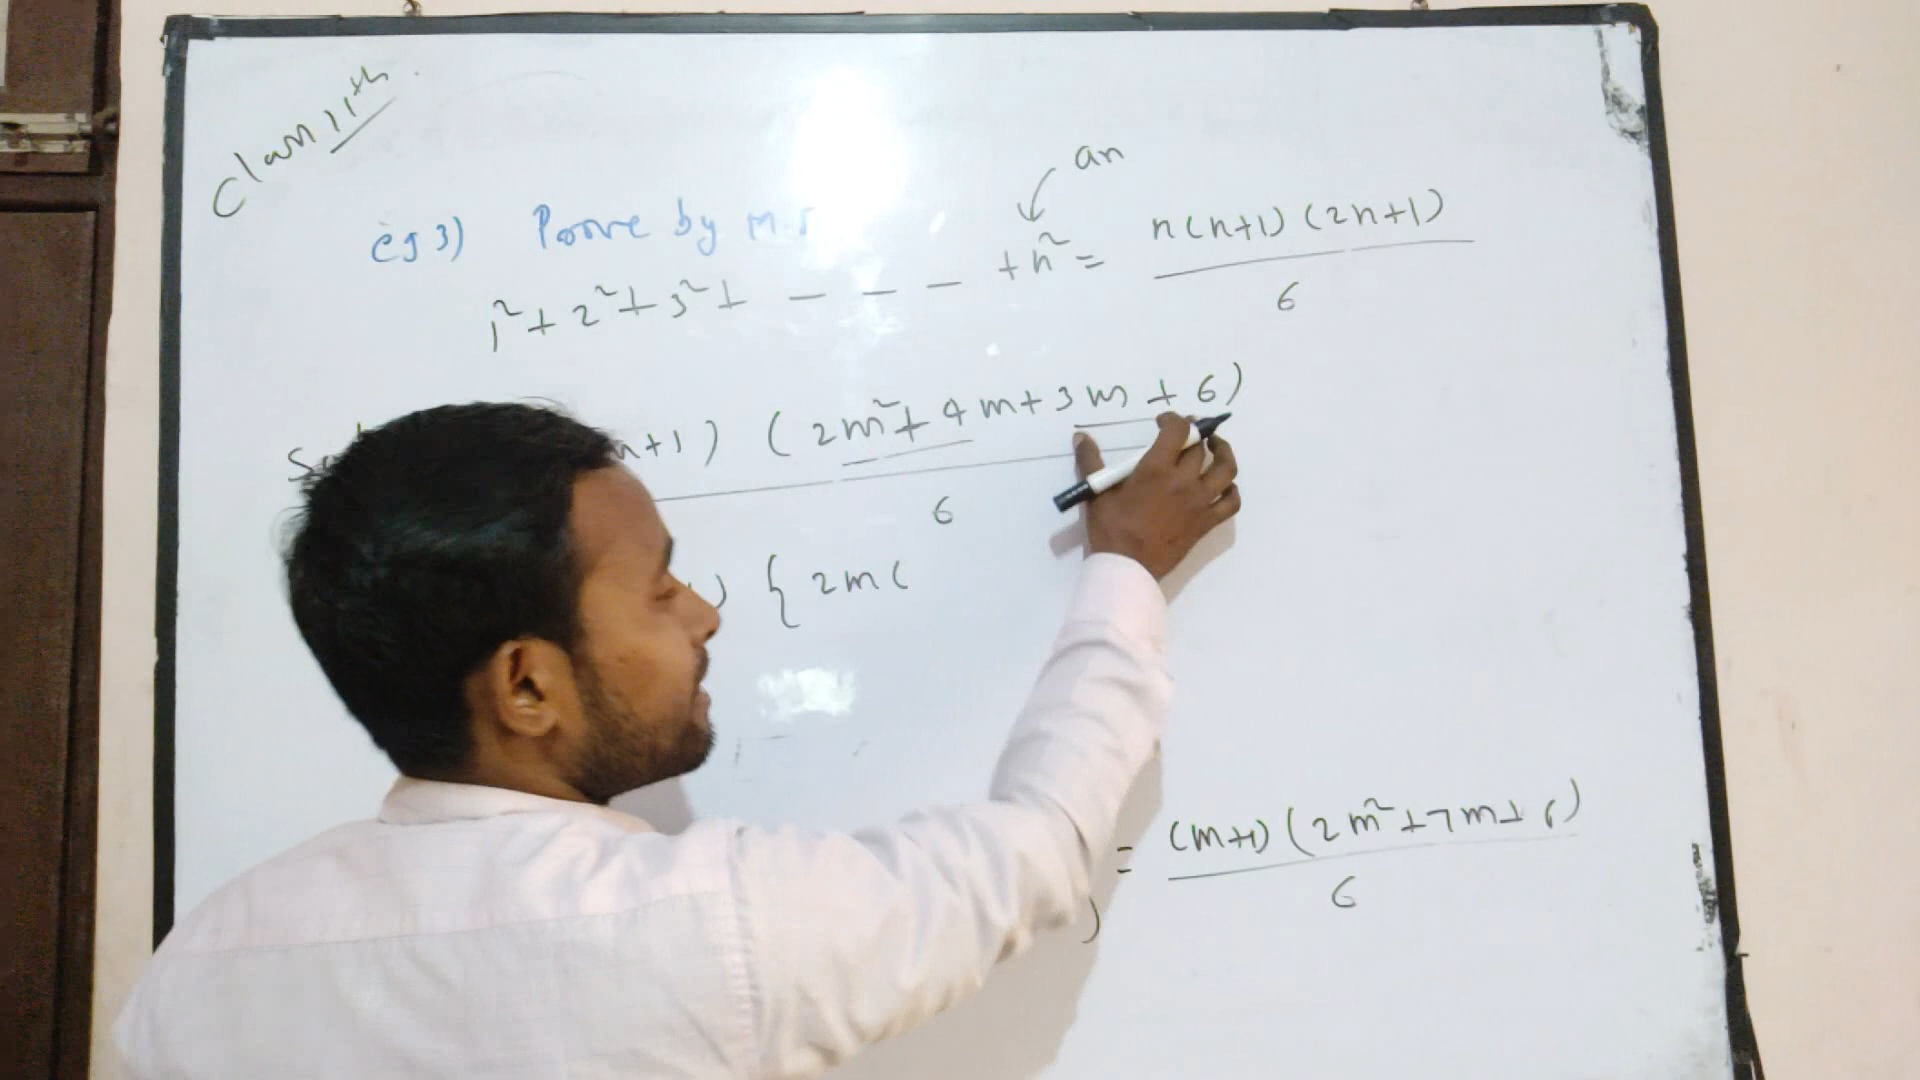 Class 11th
an
eg 3) Prove by M.I
1² + 2² + 3² + - - - + n² = n(n+1)(2n+1)
6
m+1) (2m² + 4m + 3m + 6)
6
) { 2m(
= (m+1)(2m²+7m+6)
6
)